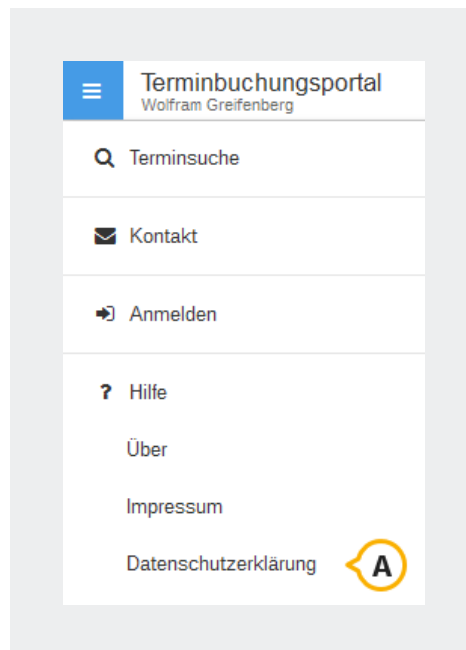 Terminbuchungsportal
Wolfram Greifenberg
Terminsuche
Kontakt
Anmelden
? Hilfe
Über
Impressum
Datenschutzerklärung A